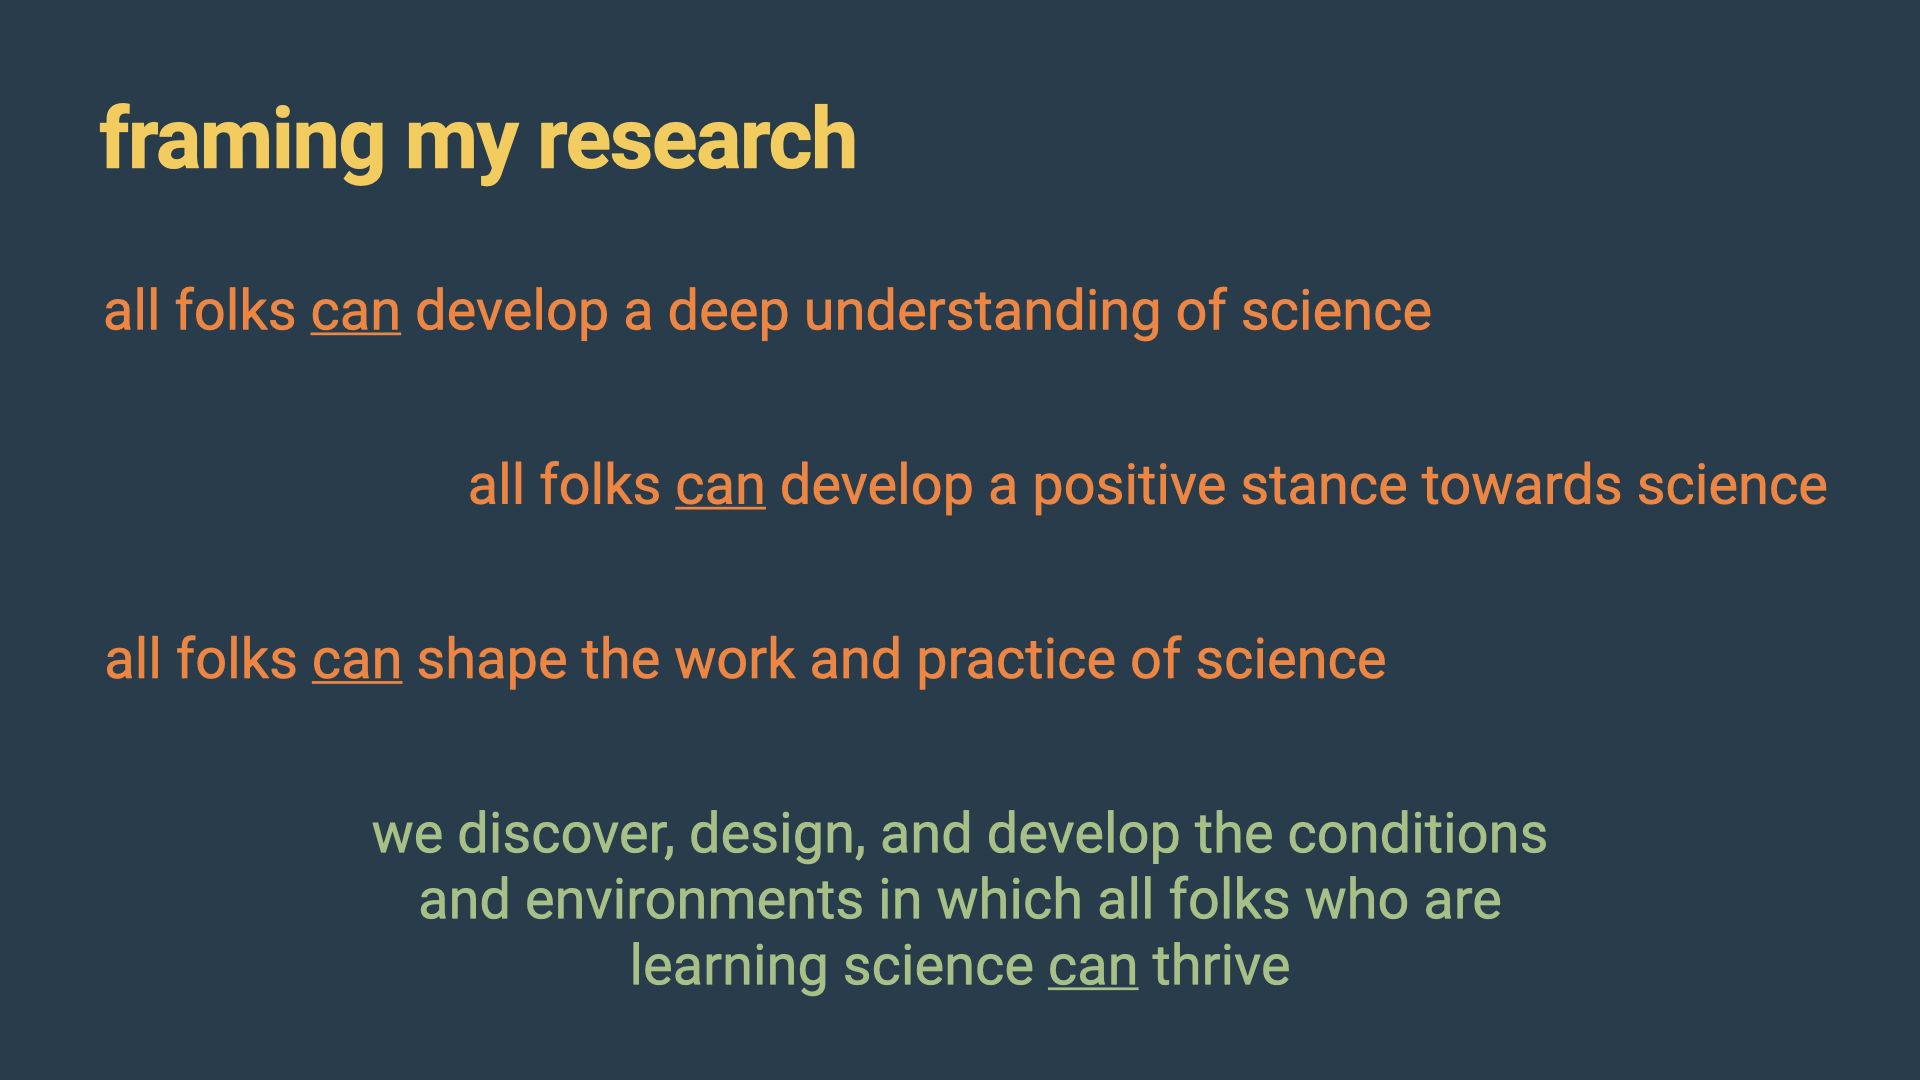 framing my research
all folks can develop a deep understanding of science
all folks can develop a positive stance towards science
all folks can shape the work and practice of science
we discover, design, and develop the conditions
and environments in which all folks who are
learning science can thrive